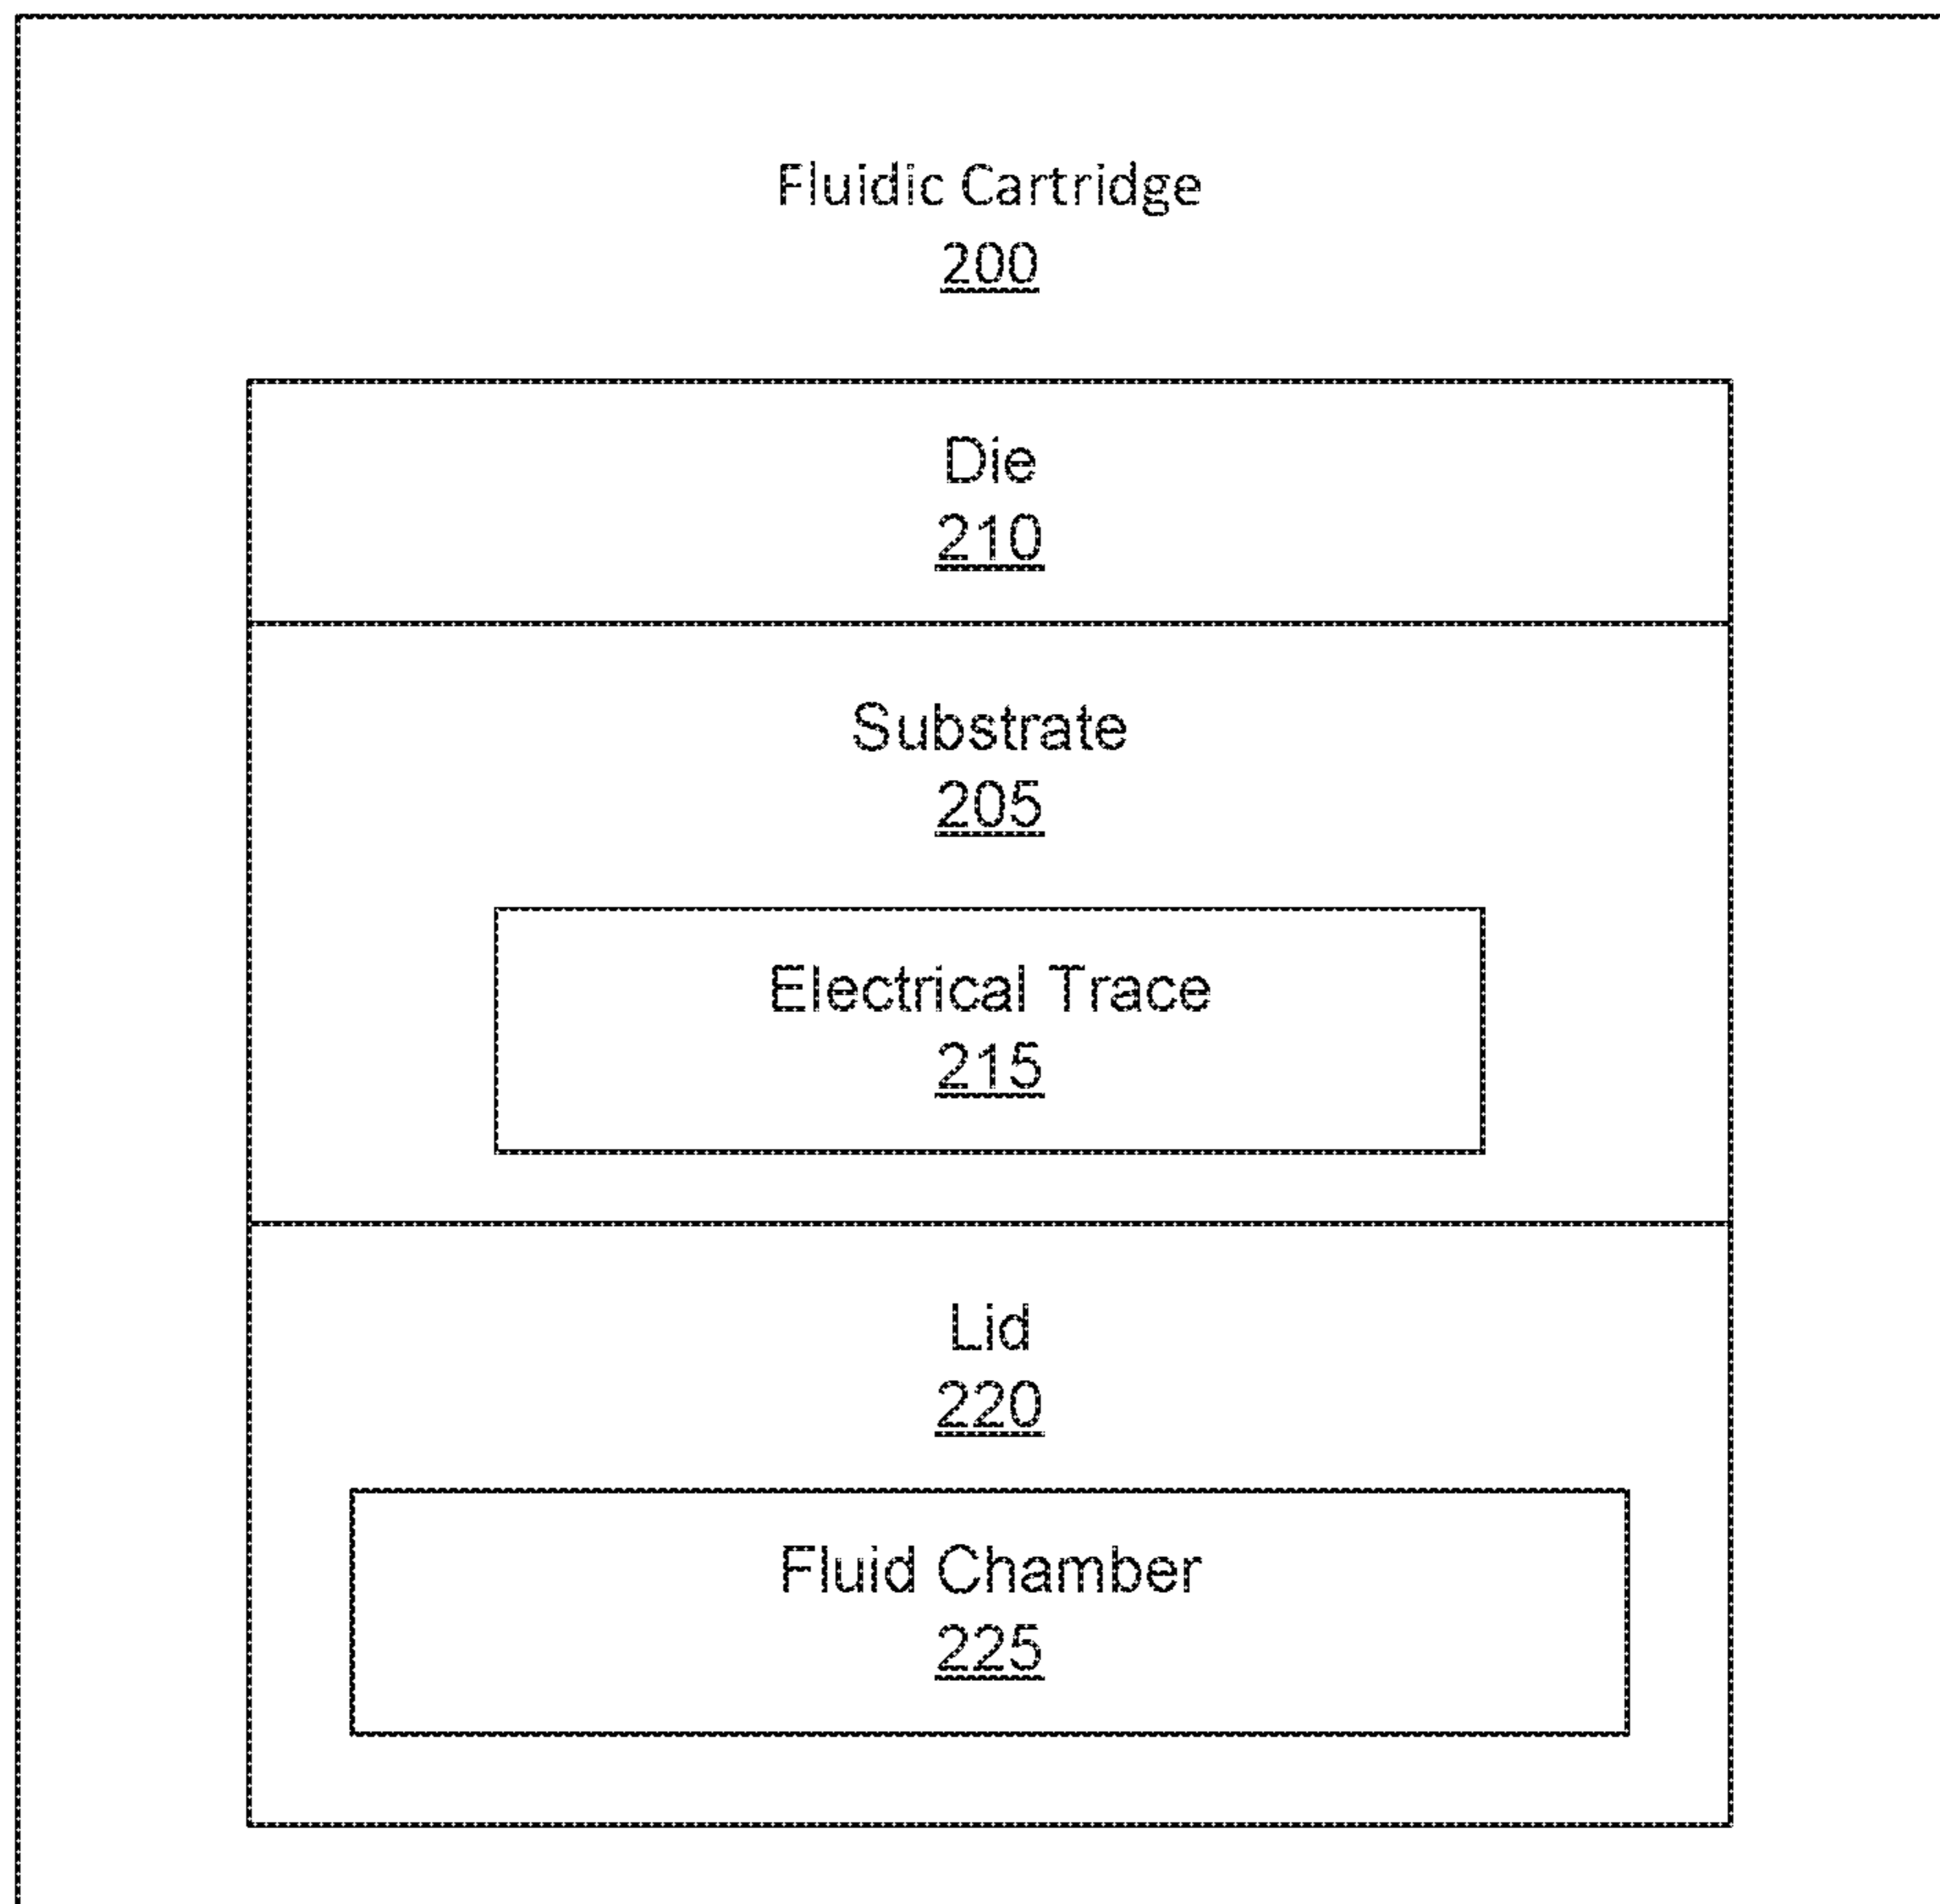 Fluidic Cartridge
200
Die
210
Substrate
205
Electrical Trace
215
Lid
220
Fluid Chamber
225